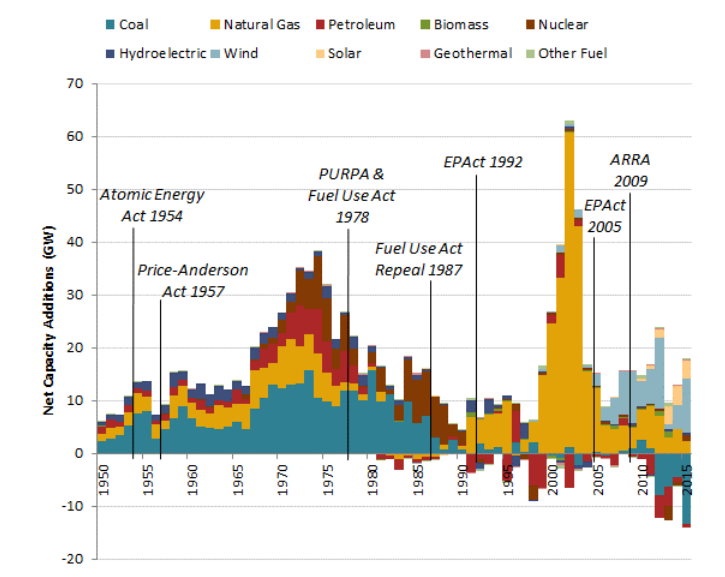 Coal Natural Gas Petroleum Biomass Nuclear
Hydroelectric Wind Solar Geothermal Other Fuel
Net Capacity Additions (GW)
70
60
50
40
30
20
10
0
-10
-20
Atomic Energy
Act 1954
Price-Anderson
Act 1957
PURPA &
Fuel Use Act
1978
Fuel Use Act
Repeal 1987
EPAct 1992
EPAct
2005
ARRA
2009
1950 1955 1960 1965 1970 1975 1980 1985 1990 1995 2000 2005 2010 2015